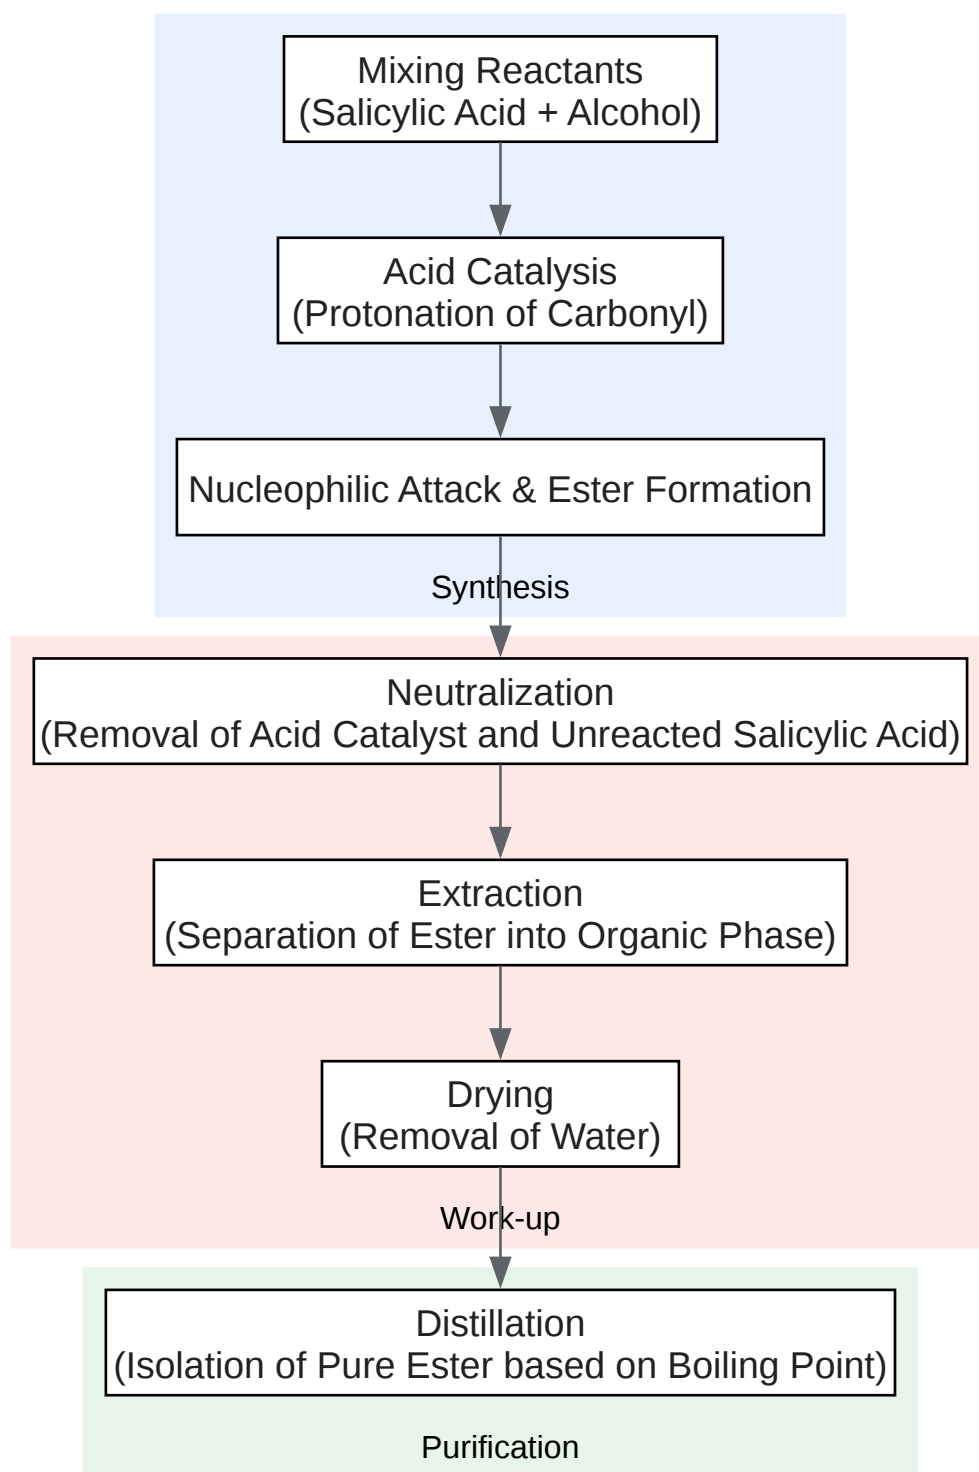 Mixing Reactants
(Salicylic Acid + Alcohol)
Acid Catalysis
(Protonation of Carbonyl)
Nucleophilic Attack & Ester Formation
Synthesis
Neutralization
(Removal of Acid Catalyst and Unreacted Salicylic Acid)
Extraction
(Separation of Ester into Organic Phase)
Drying
(Removal of Water)
Work-up
Distillation
(Isolation of Pure Ester based on Boiling Point)
Purification